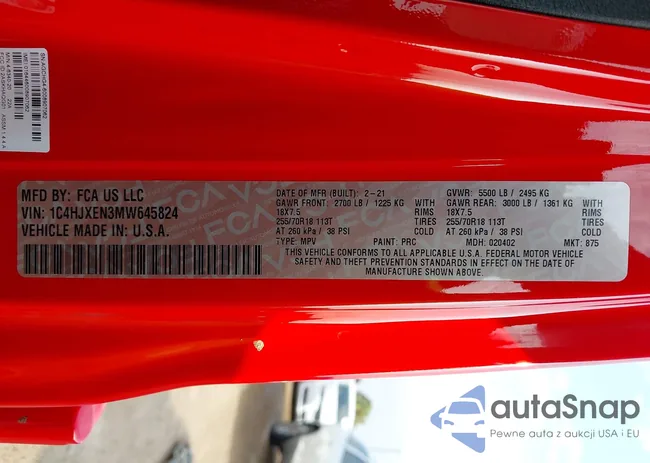 MFD BY: FCA US LLC
VIN: 1C4HJXEN3MW645824
VEHICLE MADE IN: U.S.A.
DATE OF MFR (BUILT): 2-21 GVWR: 5500 LB / 2495 KG
GAWR FRONT: 2700 LB / 1225 KG WITH GAWR REAR: 3000 LB / 1361 KG WITH
18X7.5 RIMS 18X7.5 RIMS
255/70R18 113T TIRES 255/70R18 113T TIRES
AT 260 kPa / 38 PSI COLD AT 260 kPa / 38 PSI COLD
TYPE: MPV PAINT: PRC MDH: 020402 MKT: 875
THIS VEHICLE CONFORMS TO ALL APPLICABLE U.S.A. FEDERAL MOTOR VEHICLE
SAFETY AND THEFT PREVENTION STANDARDS IN EFFECT ON THE DATE OF
MANUFACTURE SHOWN ABOVE.
autoSnap
Pewne auta z aukcji USA i EU